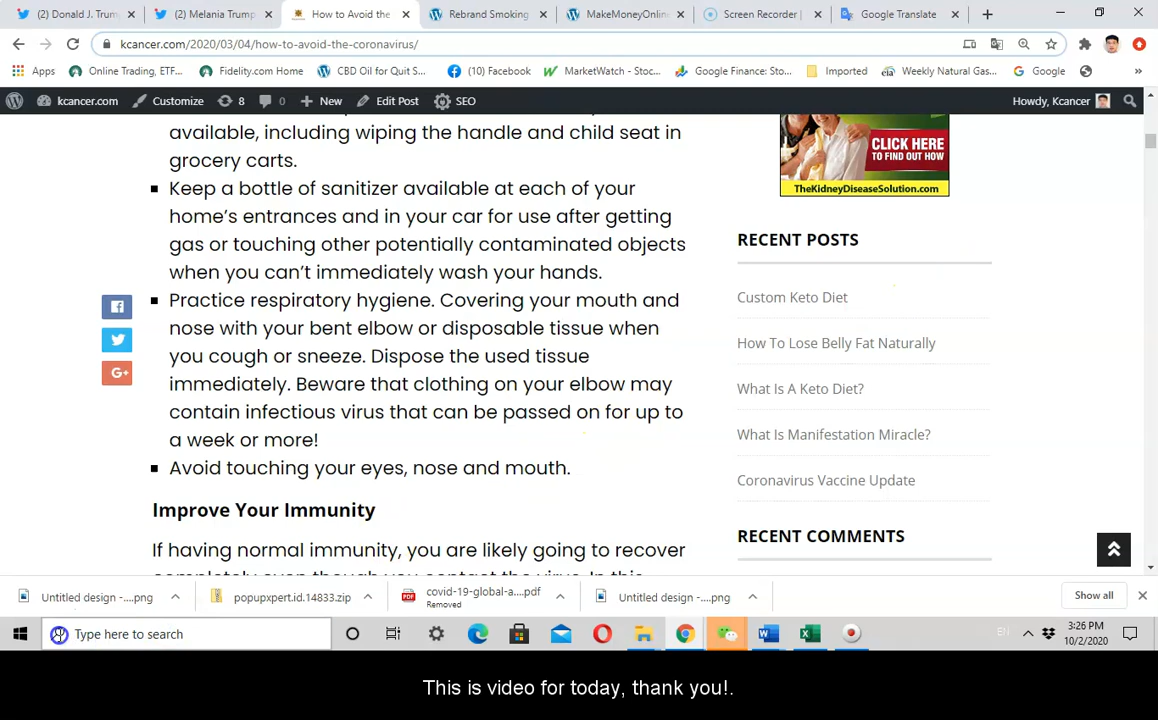 (2) Donald J. Trum
(2) Melania Trump
How to Avoid the
Rebrand Smoking
MakeMoneyOnlin
Screen Recorder |
Google Translate
kcancer.com/2020/03/04/how-to-avoid-the-coronavirus/
Apps
Online Trading, ETF...
Fidelity.com Home
CBD Oil for Quit S...
(10) Facebook
MarketWatch - Stoc...
Google Finance: Sto...
Imported
Weekly Natural Gas...
Google
»
kcancer.com
Customize
8
0
New
Edit Post
SEO
Howdy, Kcancer
available, including wiping the handle and child seat in
grocery carts.
Keep a bottle of sanitizer available at each of your
home’s entrances and in your car for use after getting
gas or touching other potentially contaminated objects
when you can’t immediately wash your hands.
Practice respiratory hygiene. Covering your mouth and
nose with your bent elbow or disposable tissue when
you cough or sneeze. Dispose the used tissue
immediately. Beware that clothing on your elbow may
contain infectious virus that can be passed on for up to
a week or more!
Avoid touching your eyes, nose and mouth.
Improve Your Immunity
If having normal immunity, you are likely going to recover
completely even though you contact the virus. In this
G+
CLICK HERE
TO FIND OUT HOW
TheKidneyDiseaseSolution.com
RECENT POSTS
Custom Keto Diet
How To Lose Belly Fat Naturally
What Is A Keto Diet?
What Is Manifestation Miracle?
Coronavirus Vaccine Update
RECENT COMMENTS
Untitled design -....png
popupxpert.id.14833.zip
covid-19-global-a....pdf
Removed
Untitled design -....png
Show all
Type here to search
EN
3:26 PM
10/2/2020
This is video for today, thank you!.